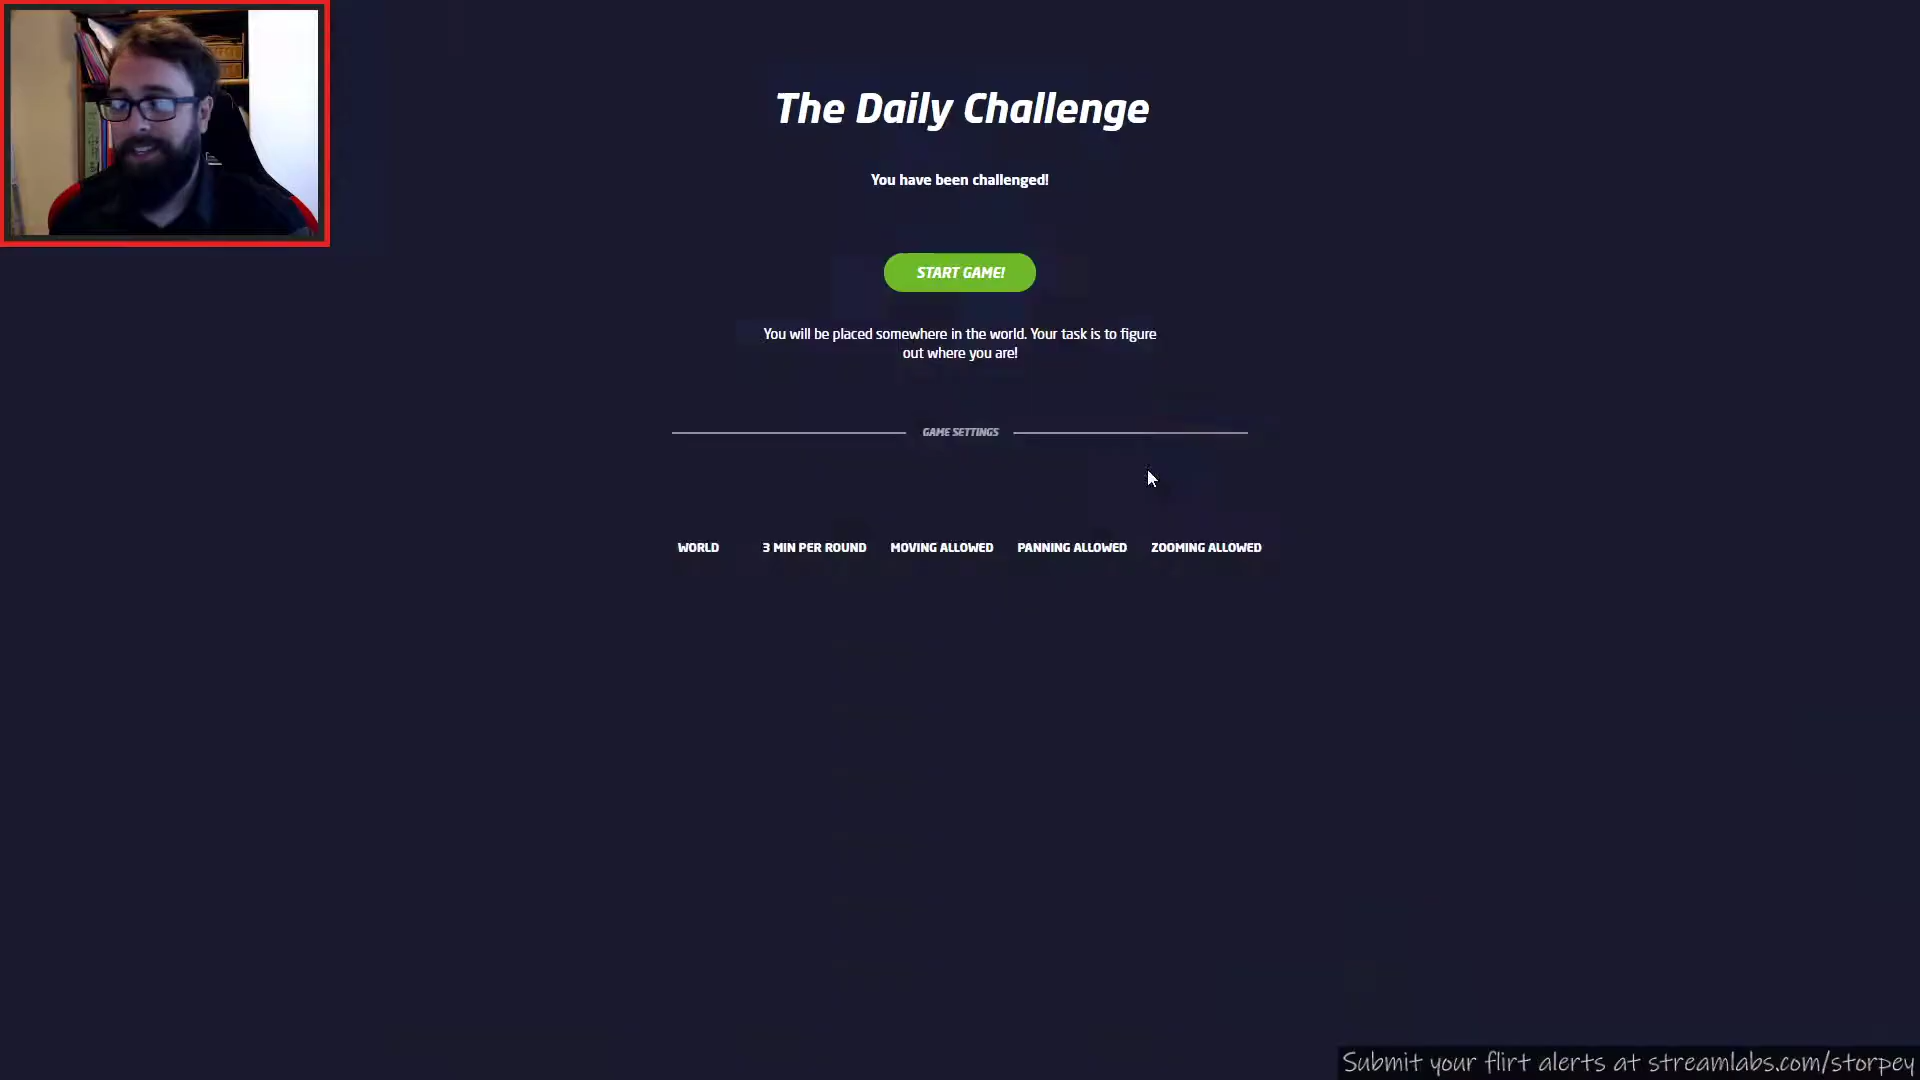 The Daily Challenge
You have been challenged!
START GAME!
You will be placed somewhere in the world. Your task is to figure
out where you are!
GAME SETTINGS
WORLD 3 MIN PER ROUND MOVING ALLOWED PANNING ALLOWED ZOOMING ALLOWED
Submit your flirt alerts at streamlabs.com/storpey